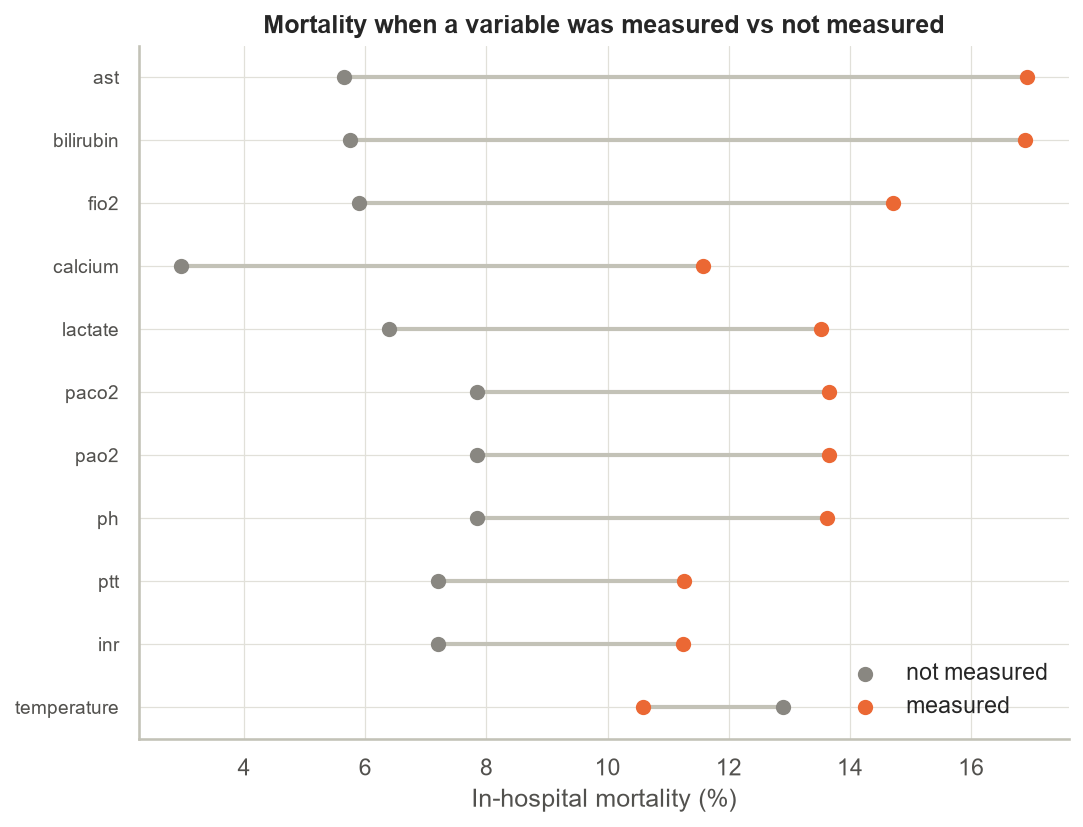 Mortality when a variable was measured vs not measured
ast
bilirubin
fio2
calcium
lactate
paco2
pao2
ph
ptt
inr
temperature
not measured
measured
4 6 8 10 12 14 16
In-hospital mortality (%)